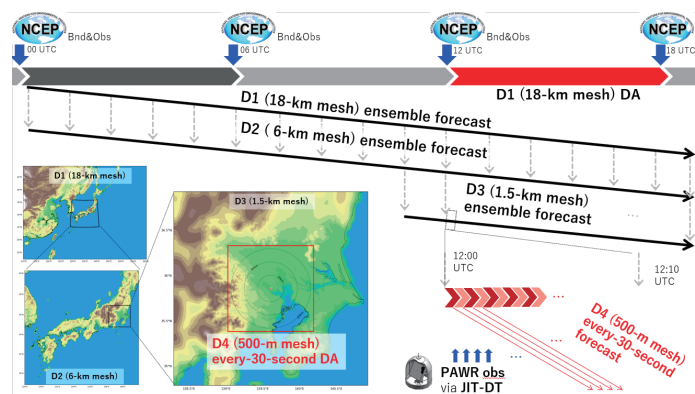 NCEP
Bnd&Obs
00 UTC
NCEP
Bnd&Obs
06 UTC
NCEP
Bnd&Obs
12 UTC
NCEP
18 UTC
D1 (18-km mesh) DA
D1 (18-km mesh) ensemble forecast
D2 ( 6-km mesh) ensemble forecast
D3 (1.5-km mesh)
ensemble forecast
...
D1 (18-km mesh)
D3 (1.5-km mesh)
D2 (6-km mesh)
D4 (500-m mesh)
every-30-second DA
12:00
UTC
12:10
UTC
...
D4 (500-m mesh)
every-30-second
forecast
...
...
PAWR obs
via JIT-DT